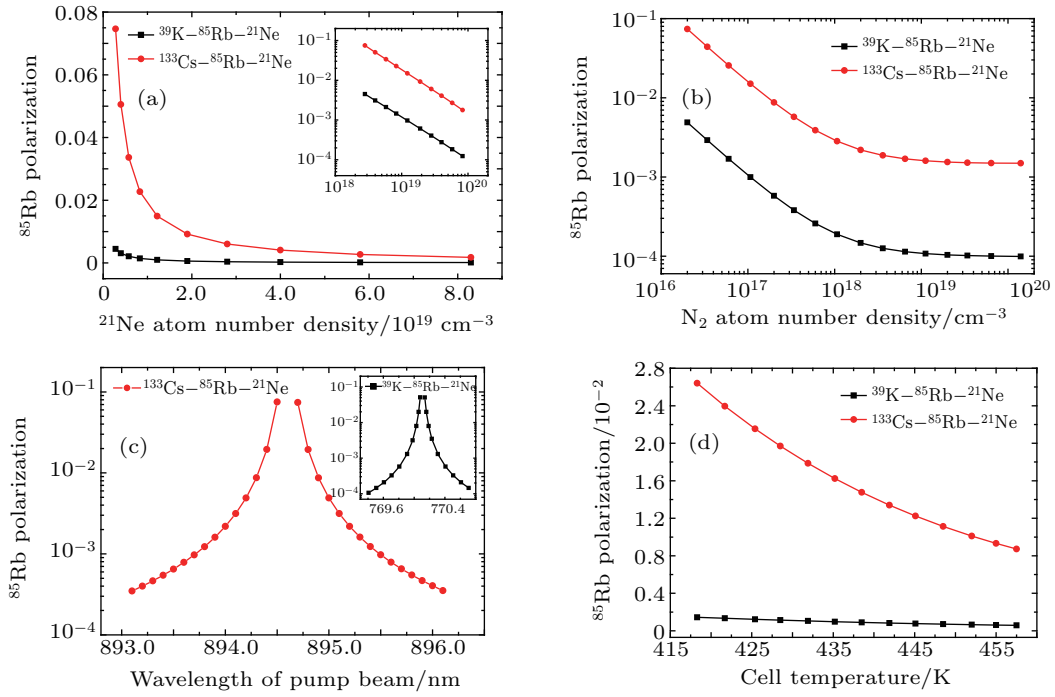 0.08
0.06
0.04
0.02
0
⁸⁵Rb polarization
³⁹K–⁸⁵Rb–²¹Ne
¹³³Cs–⁸⁵Rb–²¹Ne
(a)
10⁻¹
10⁻²
10⁻³
10⁻⁴
10¹⁸ 10¹⁹ 10²⁰
0 2.0 4.0 6.0 8.0
²¹Ne atom number density/10¹⁹ cm⁻³
10⁻¹
10⁻²
10⁻³
10⁻⁴
⁸⁵Rb polarization
³⁹K–⁸⁵Rb–²¹Ne
¹³³Cs–⁸⁵Rb–²¹Ne
(b)
10¹⁶ 10¹⁷ 10¹⁸ 10¹⁹ 10²⁰
N₂ atom number density/cm⁻³
10⁻¹
10⁻²
10⁻³
10⁻⁴
⁸⁵Rb polarization
¹³³Cs–⁸⁵Rb–²¹Ne
(c)
³⁹K–⁸⁵Rb–²¹Ne
10⁻¹
10⁻²
10⁻³
10⁻⁴
769.6 770.4
893.0 894.0 895.0 896.0
Wavelength of pump beam/nm
2.8
2.4
2.0
1.6
1.2
0.8
0.4
0
⁸⁵Rb polarization/10⁻²
³⁹K–⁸⁵Rb–²¹Ne
¹³³Cs–⁸⁵Rb–²¹Ne
(d)
415 425 435 445 455
Cell temperature/K